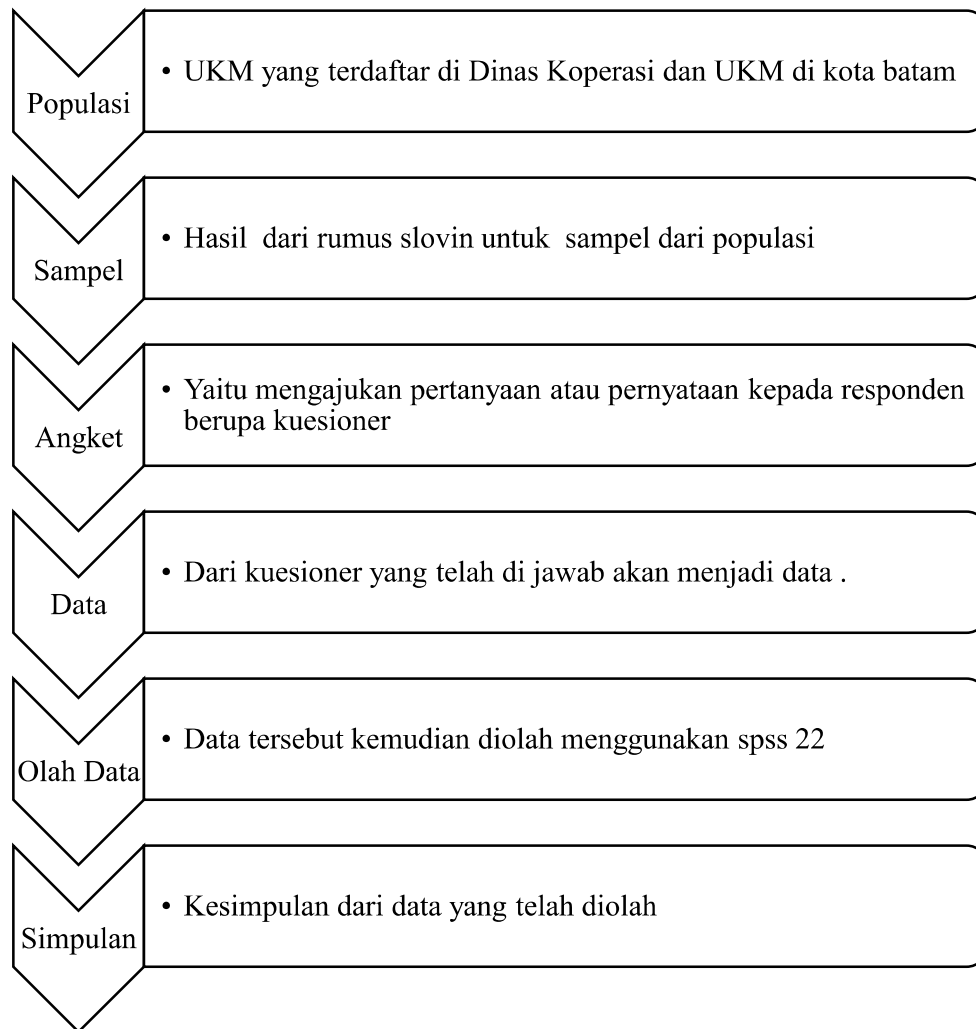 Populasi
• UKM yang terdaftar di Dinas Koperasi dan UKM di kota batam
Sampel
• Hasil dari rumus slovin untuk sampel dari populasi
Angket
• Yaitu mengajukan pertanyaan atau pernyataan kepada responden
berupa kuesioner
Data
• Dari kuesioner yang telah di jawab akan menjadi data .
Olah Data
• Data tersebut kemudian diolah menggunakan spss 22
Simpulan
• Kesimpulan dari data yang telah diolah